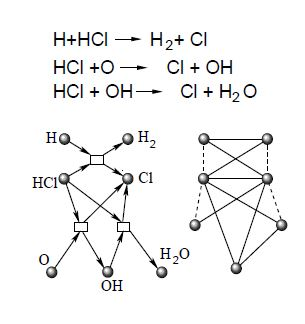 H+HCl → H2+ Cl
HCl +O → Cl + OH
HCl + OH → Cl + H2O
H H2
HCl Cl
O H2O
OH